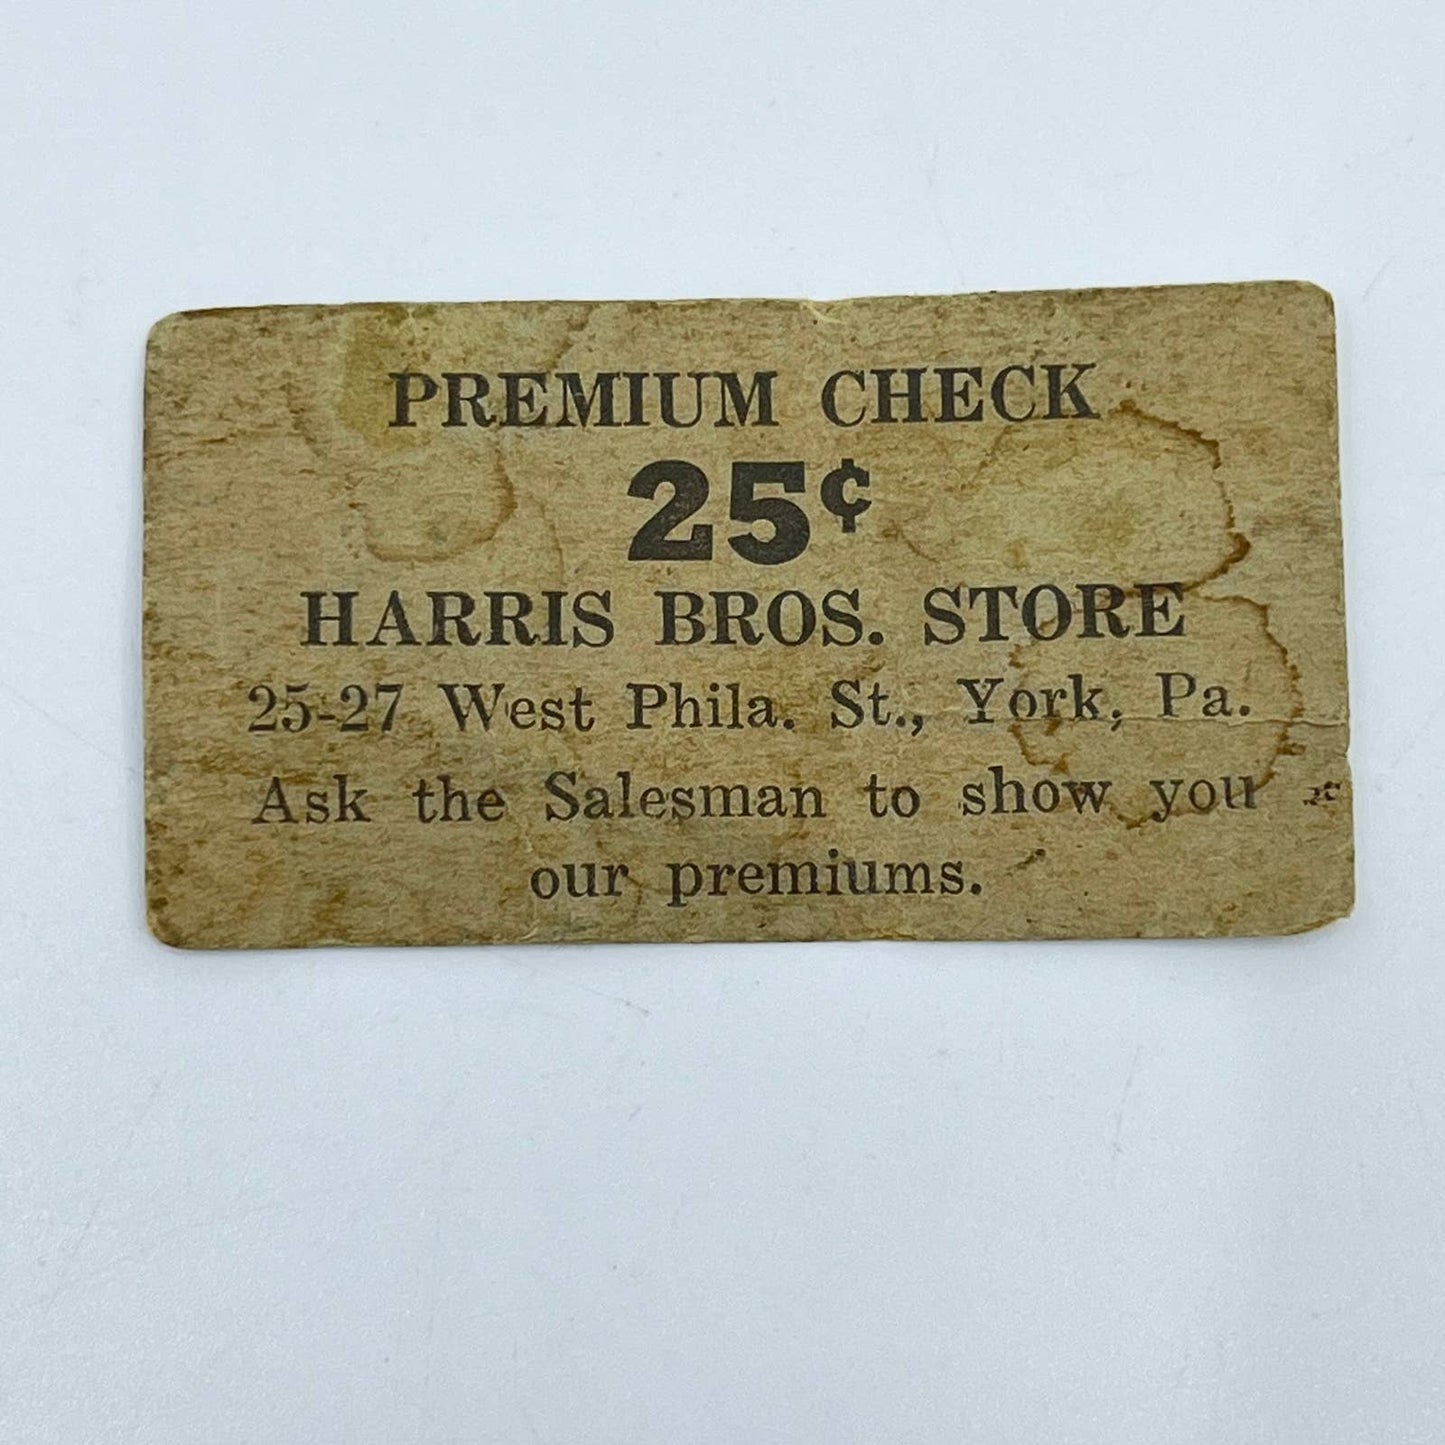 PREMIUM CHECK
25¢
HARRIS BROS. STORE
25-27 West Phila. St., York, Pa.
Ask the Salesman to show you
our premiums.